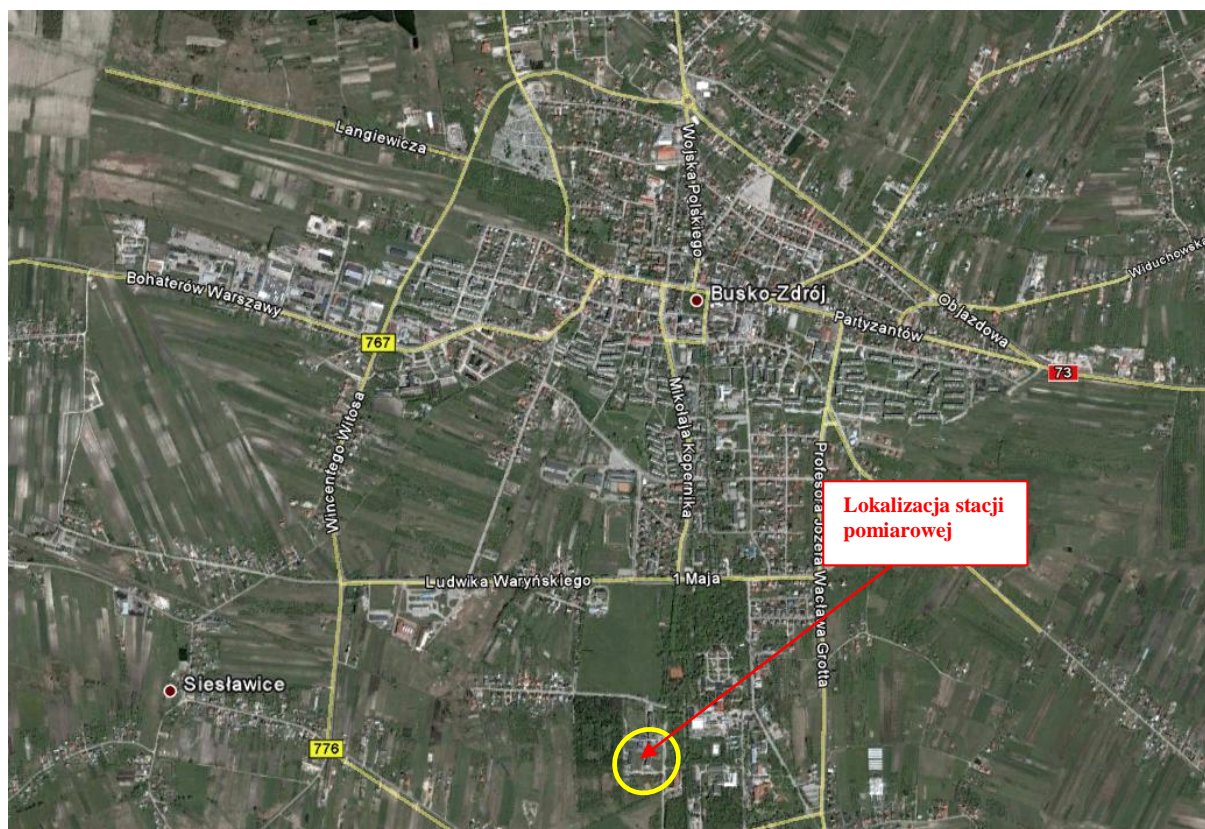 Langiewicza
Wojska Polskiego
Widuchowska
Bohaterów Warszawy
Busko-Zdrój
Objazdowa
Partyzantów
767
73
Wincentego Witosa
Mikołaja Kopernika
Profesora Józefa Wacława Grotta
Lokalizacja stacji
pomiarowej
Ludwika Waryńskiego
1 Maja
Siesławice
776